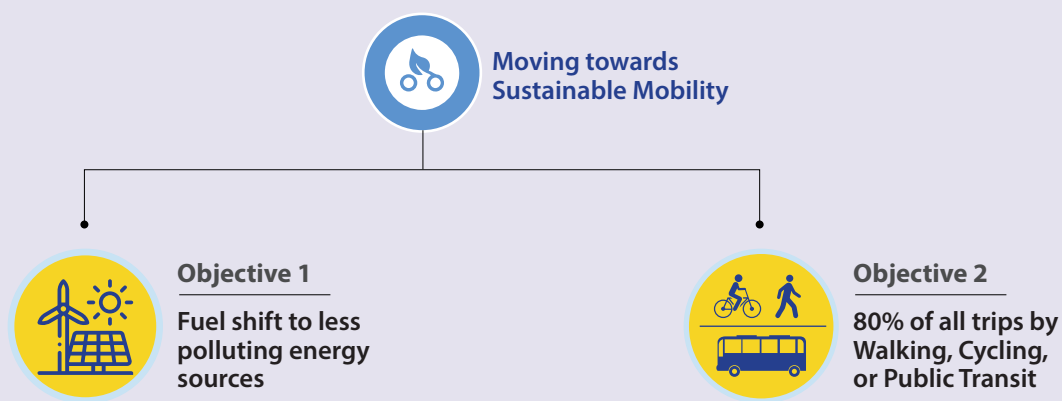 Moving towards
Sustainable Mobility
Objective 1
Fuel shift to less
polluting energy
sources
Objective 2
80% of all trips by
Walking, Cycling,
or Public Transit